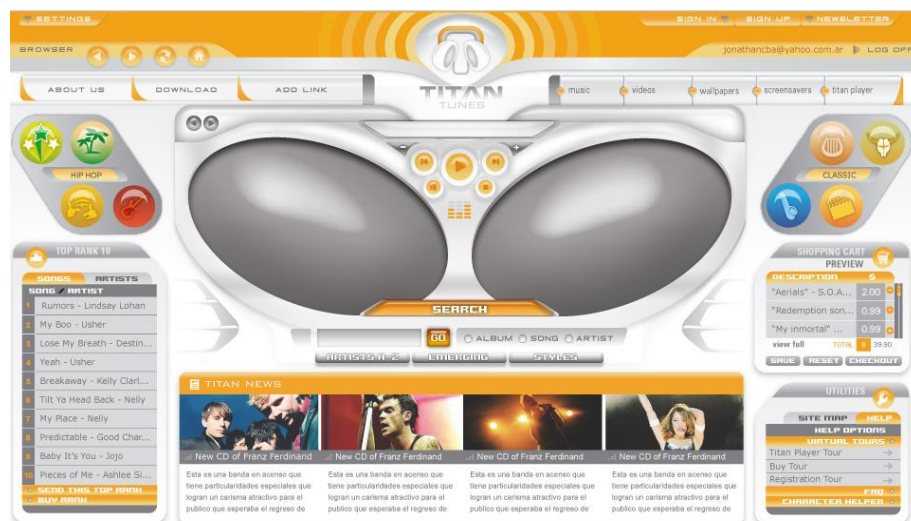 SETTINGS
SIGN IN
SIGN UP
NEWSLETTER
BROWSER
jonathancba@yahoo.com.ar
LOG OFF
ABOUT US
DOWNLOAD
ADD LINK
TITAN
TUNES
music
videos
wallpapers
screensavers
titan player
HIP HOP
CLASSIC
TOP RANK 10
SONGS
ARTISTS
SONG / ARTIST
1 Rumors - Lindsay Lohan
2 My Boo - Usher
3 Lose My Breath - Destin...
4 Yeah - Usher
5 Breakaway - Kelly Clarl...
6 Tilt Ya Head Back - Nelly
7 My Place - Nelly
8 Predictable - Good Char...
9 Baby It's You - Jojo
10 Pieces of Me - Ashlee Si...
SEND THIS TOP RANK
BUY RANK
SEARCH
GO
ALBUM
SONG
ARTIST
ARTISTS A-Z
EMERGING
STYLES
TITAN NEWS
New CD of Franz Ferdinand
Esta es una banda en acenso que
tiene particularidades especiales que
logran un carisma atractivo para el
publico que esperaba el regreso de
New CD of Franz Ferdinand
Esta es una banda en acenso que
tiene particularidades especiales que
logran un carisma atractivo para el
publico que esperaba el regreso de
New CD of Franz Ferdinand
Esta es una banda en acenso que
tiene particularidades especiales que
logran un carisma atractivo para el
publico que esperaba el regreso de
New CD of Franz Ferdinand
Esta es una banda en acenso que
tiene particularidades especiales que
logran un carisma atractivo para el
publico que esperaba el regreso de
SHOPPING CART
PREVIEW
DESCRIPTION $
"Aerials" - S.O.A... 2.00
"Redemption son... 0.99
"My inmortal" ... 0.99
view full TOTAL 8 39.90
SAVE
RESET
CHECKOUT
UTILITIES
SITE MAP
HELP
HELP OPTIONS
VIRTUAL TOURS
Titan Player Tour
Buy Tour
Registration Tour
FAQ
CHARACTER HELPER